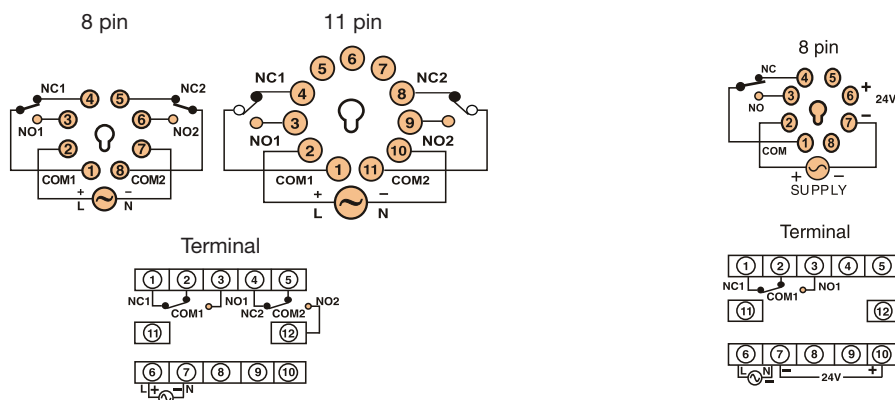 8 pin
11 pin
8 pin
NC1
NC2
4
5
3
6
NO1
NO2
2
7
1
8
COM1
COM2
+
−
L
N
6
5
7
NC1
NC2
4
8
3
9
NO1
NO2
2
10
1
11
COM1
COM2
+
−
L
N
NC
4
5
+
3
6
24V
NO
2
7
−
COM
1
8
+
−
SUPPLY
Terminal
1
2
3
4
5
NC1
COM1
NO1
NC2
COM2
NO2
11
12
6
7
8
9
10
L
+
−
N
Terminal
1
2
3
4
5
NC1
COM1
NO1
11
12
6
7
8
9
10
L
N
−
−
24V
+